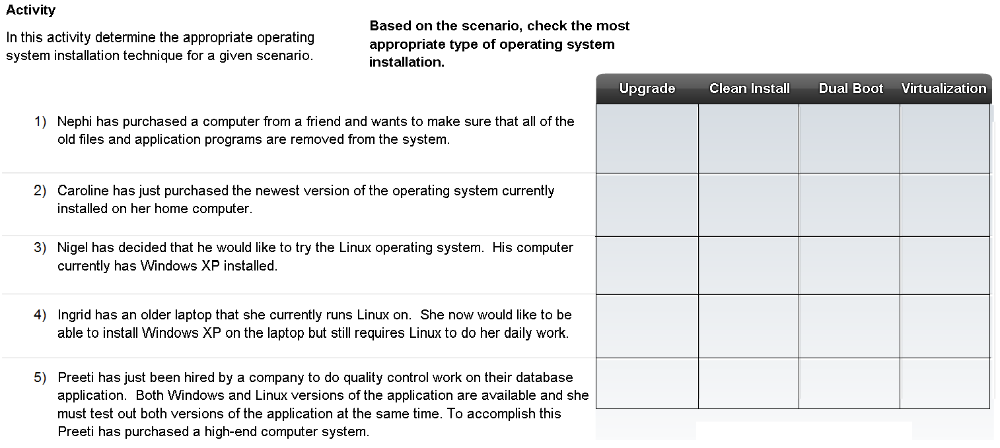 Activity
In this activity determine the appropriate operating
system installation technique for a given scenario.
Based on the scenario, check the most
appropriate type of operating system
installation.
Upgrade Clean Install Dual Boot Virtualization
1) Nephi has purchased a computer from a friend and wants to make sure that all of the
old files and application programs are removed from the system.
2) Caroline has just purchased the newest version of the operating system currently
installed on her home computer.
3) Nigel has decided that he would like to try the Linux operating system.  His computer
currently has Windows XP installed.
4) Ingrid has an older laptop that she currently runs Linux on.  She now would like to be
able to install Windows XP on the laptop but still requires Linux to do her daily work.
5) Preeti has just been hired by a company to do quality control work on their database
application.  Both Windows and Linux versions of the application are available and she
must test out both versions of the application at the same time. To accomplish this
Preeti has purchased a high-end computer system.